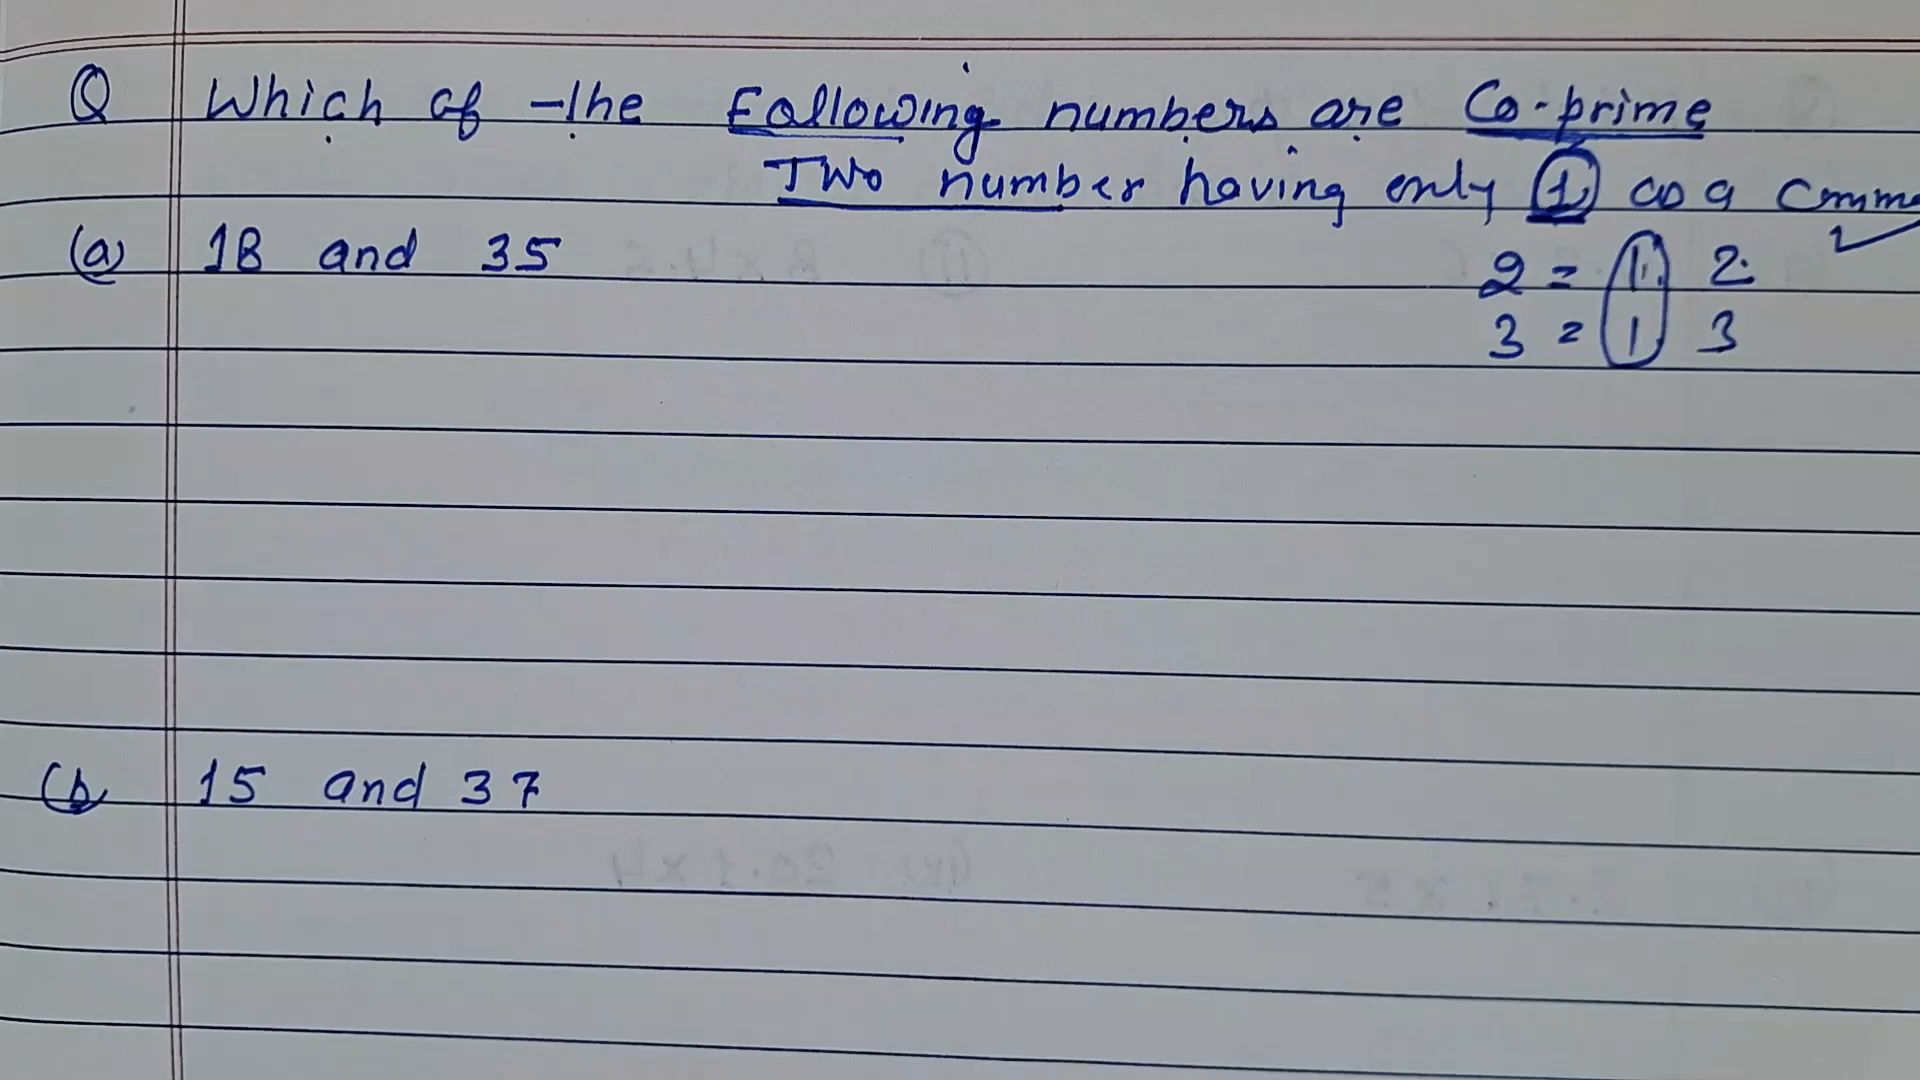 Q Which of the Following numbers are Co-prime
Two number having only 1 as a
(a) 18 and 35
2 = 1 2
3 = 1 3
(b) 15 and 37